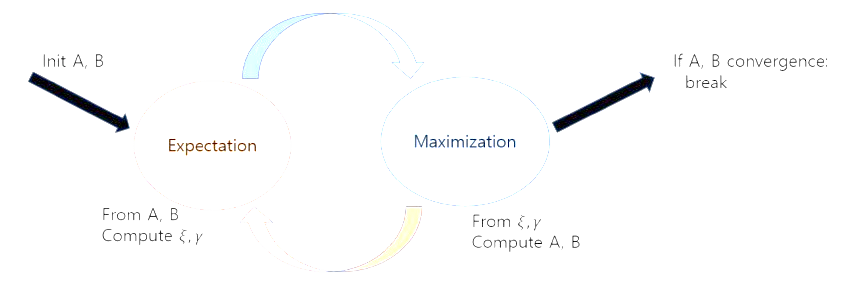 Init A, B
If A, B convergence:
break
Expectation
Maximization
From A, B
Compute ξ, γ
From ξ, γ
Compute A, B